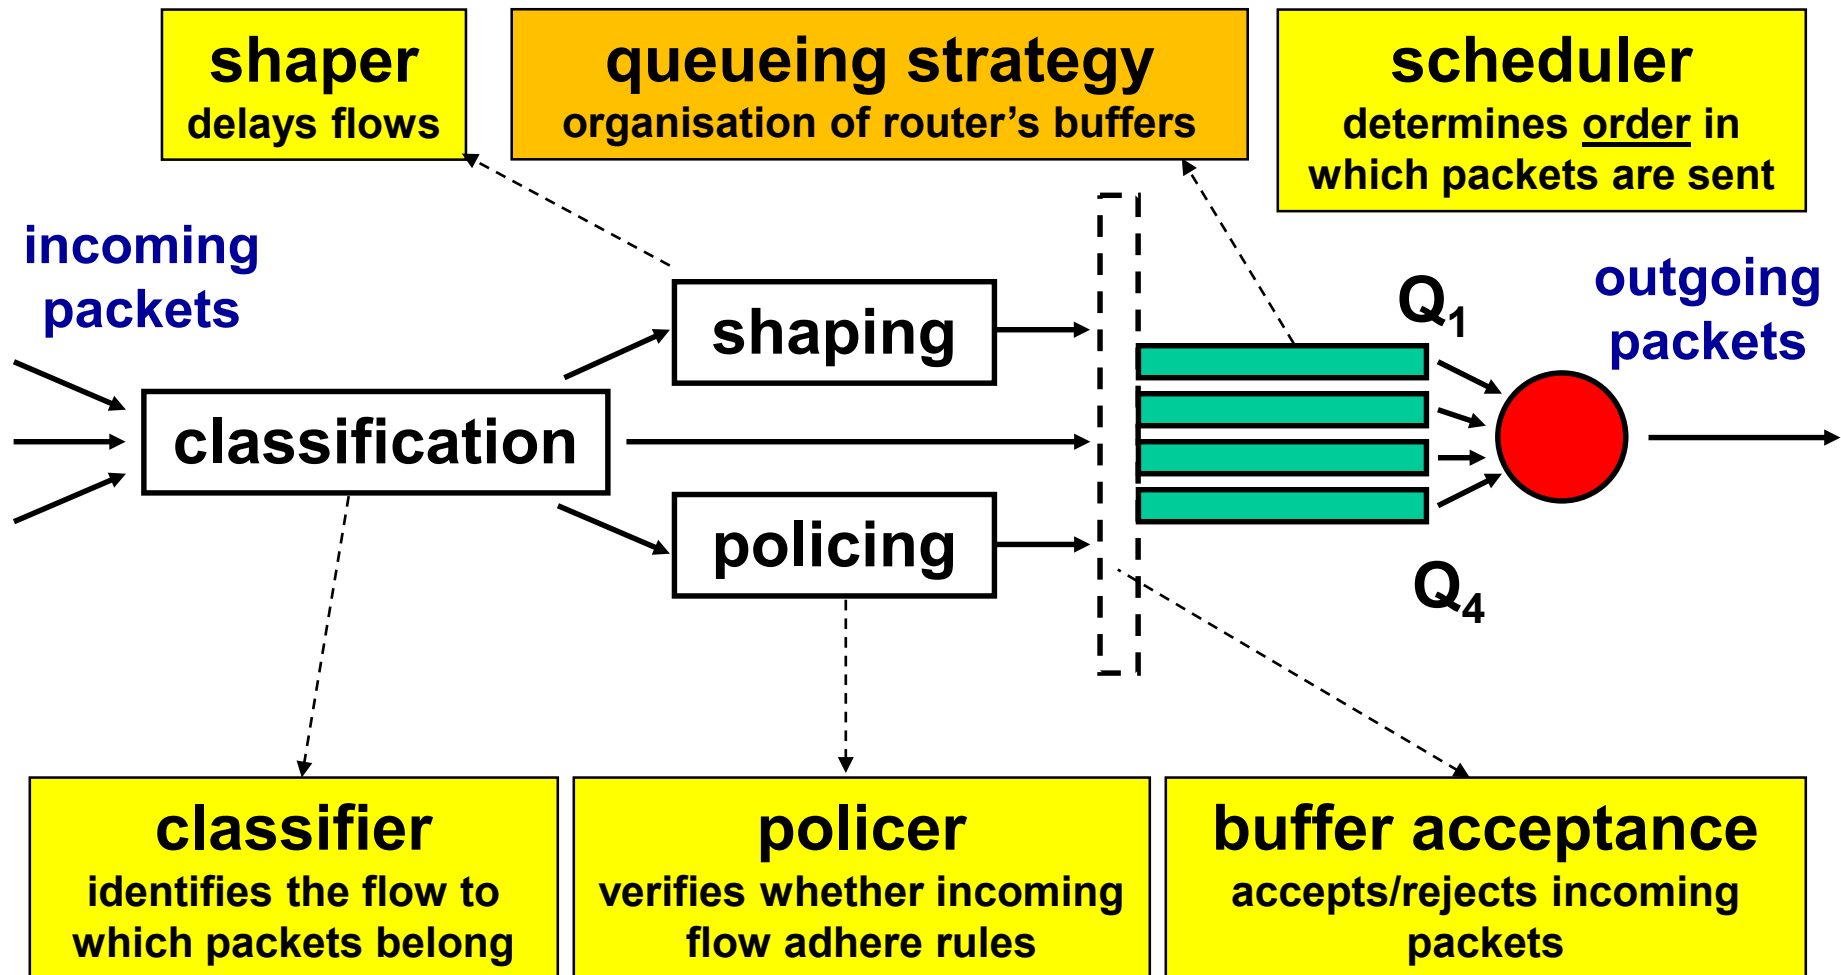 shaper
delays flows
queueing strategy
organisation of router's buffers
scheduler
determines order in
which packets are sent
incoming
packets
shaping
classification
policing
Q1
Q4
outgoing
packets
classifier
identifies the flow to
which packets belong
policer
verifies whether incoming
flow adhere rules
buffer acceptance
accepts/rejects incoming
packets